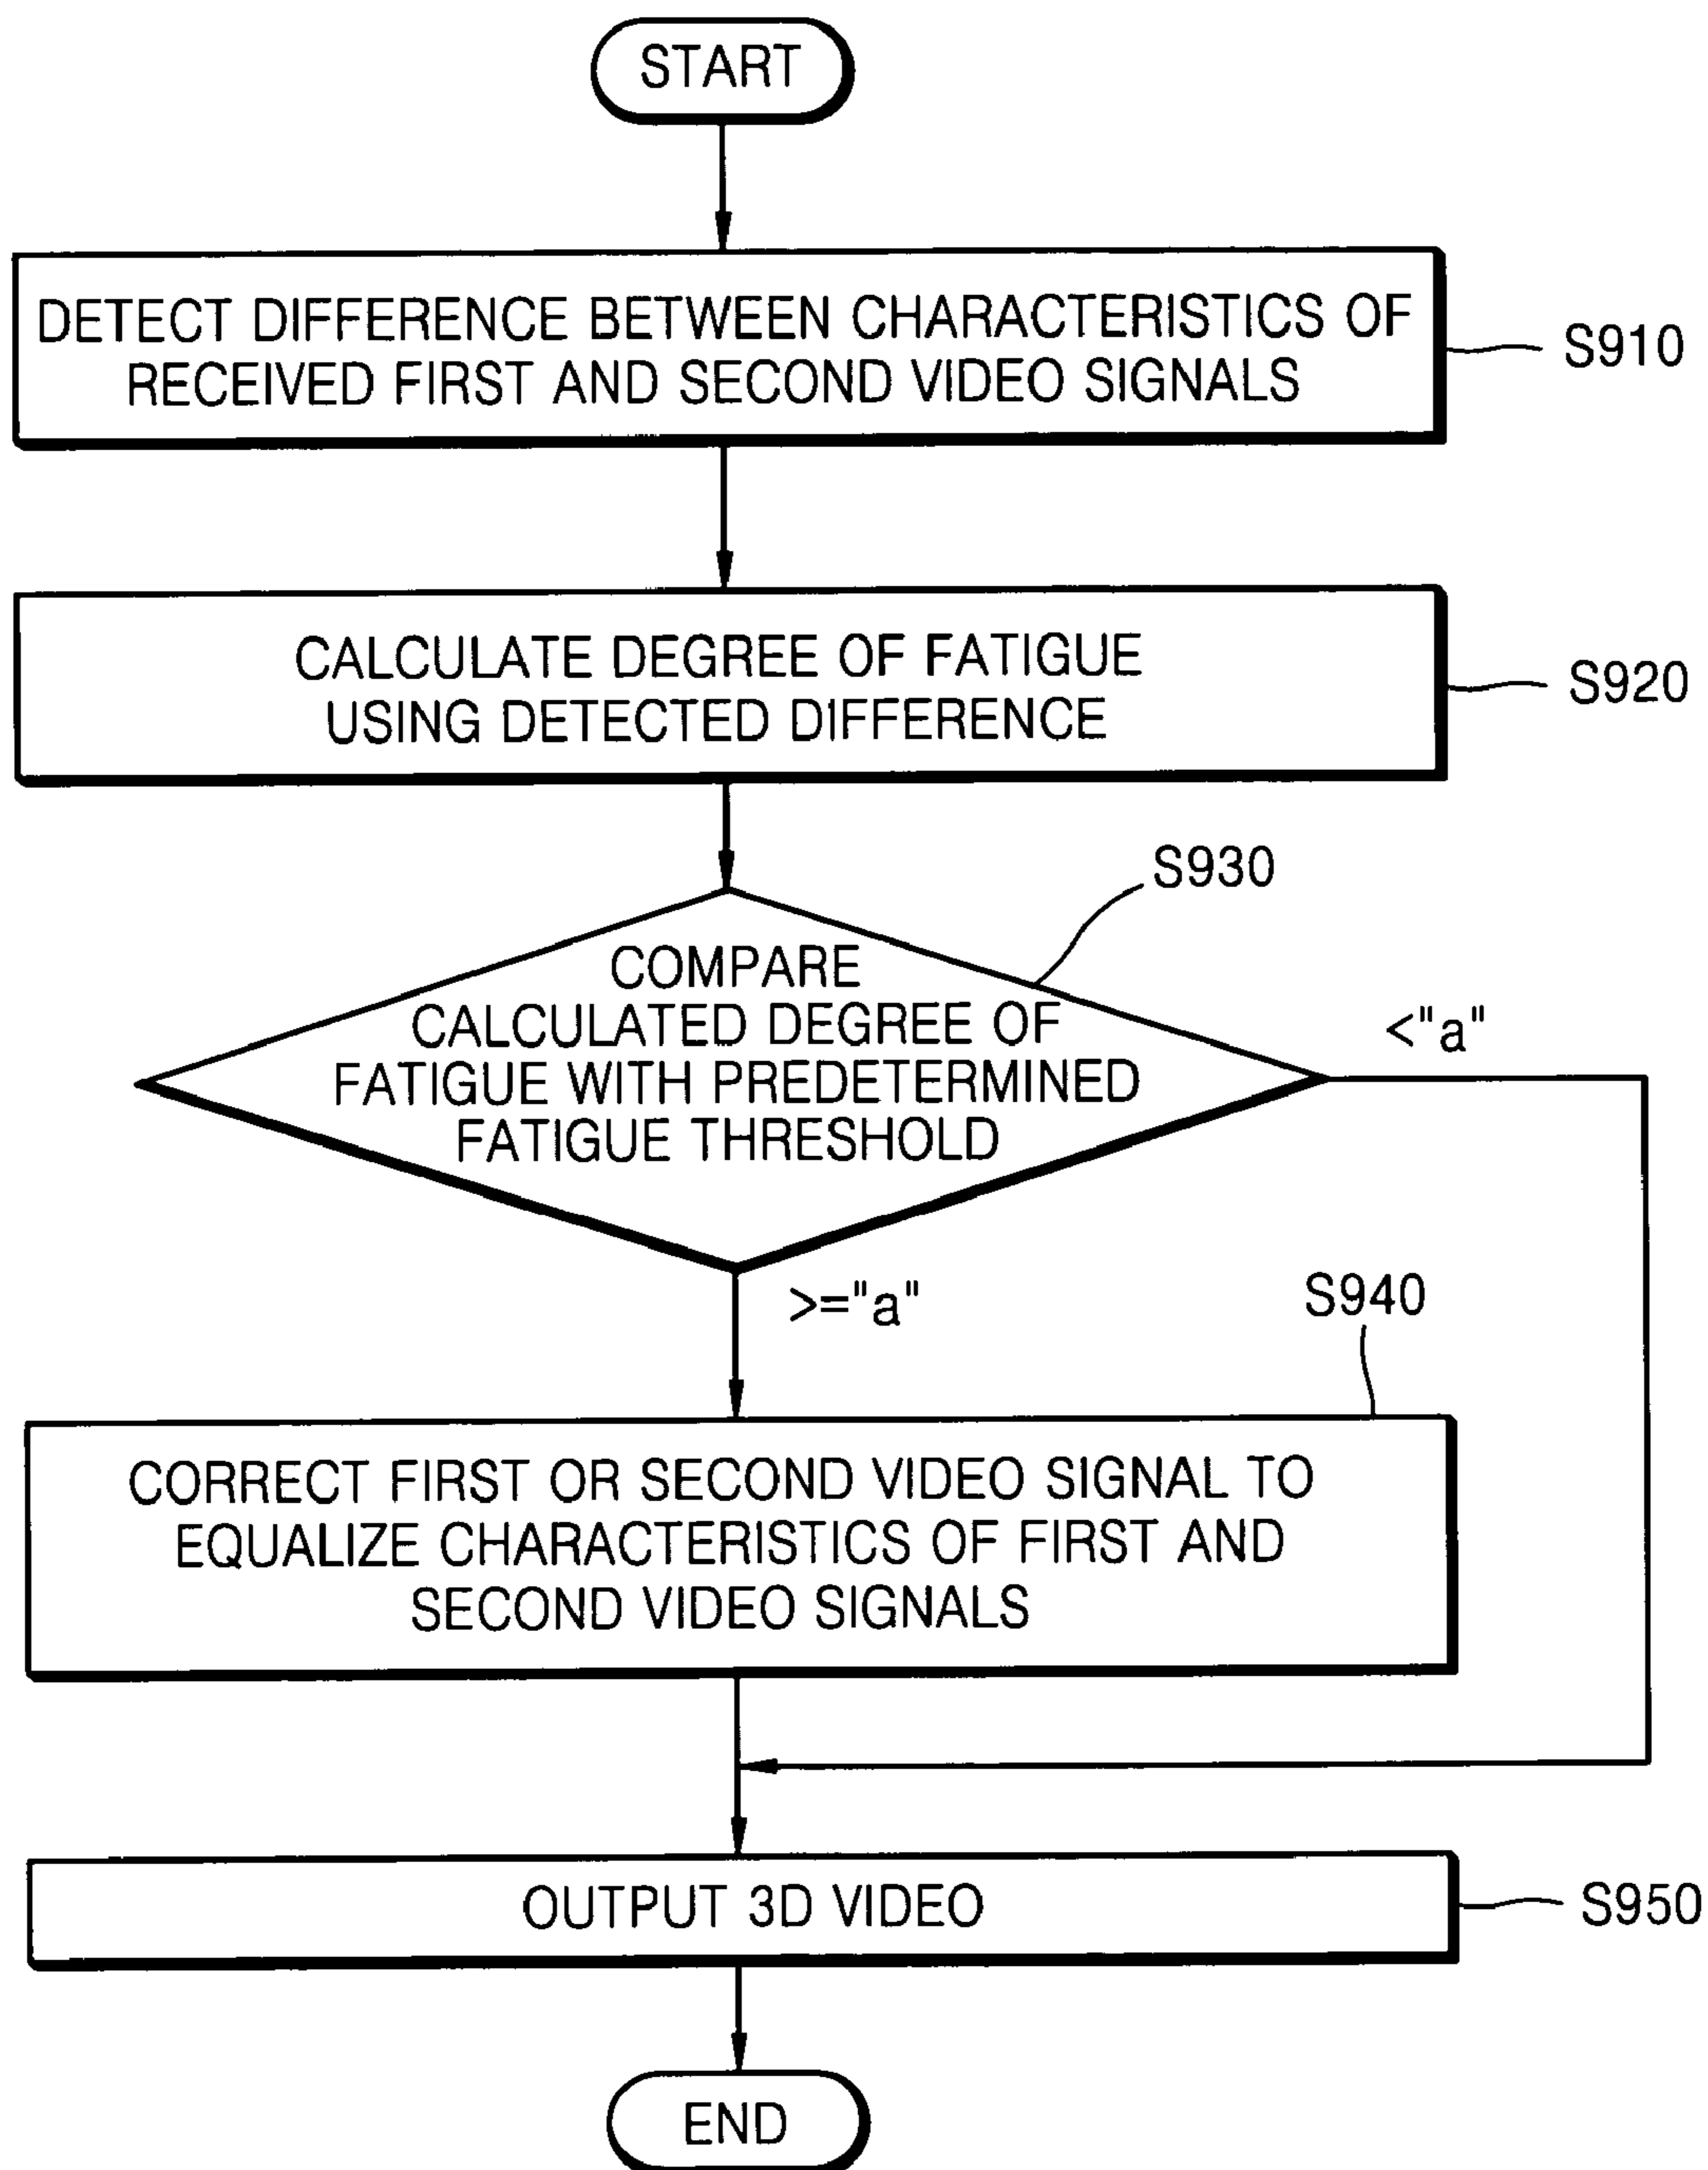 START
DETECT DIFFERENCE BETWEEN CHARACTERISTICS OF
RECEIVED FIRST AND SECOND VIDEO SIGNALS
S910
CALCULATE DEGREE OF FATIGUE
USING DETECTED DIFFERENCE
S920
S930
COMPARE
CALCULATED DEGREE OF
FATIGUE WITH PREDETERMINED
FATIGUE THRESHOLD
<"a"
>="a"
S940
CORRECT FIRST OR SECOND VIDEO SIGNAL TO
EQUALIZE CHARACTERISTICS OF FIRST AND
SECOND VIDEO SIGNALS
OUTPUT 3D VIDEO
S950
END